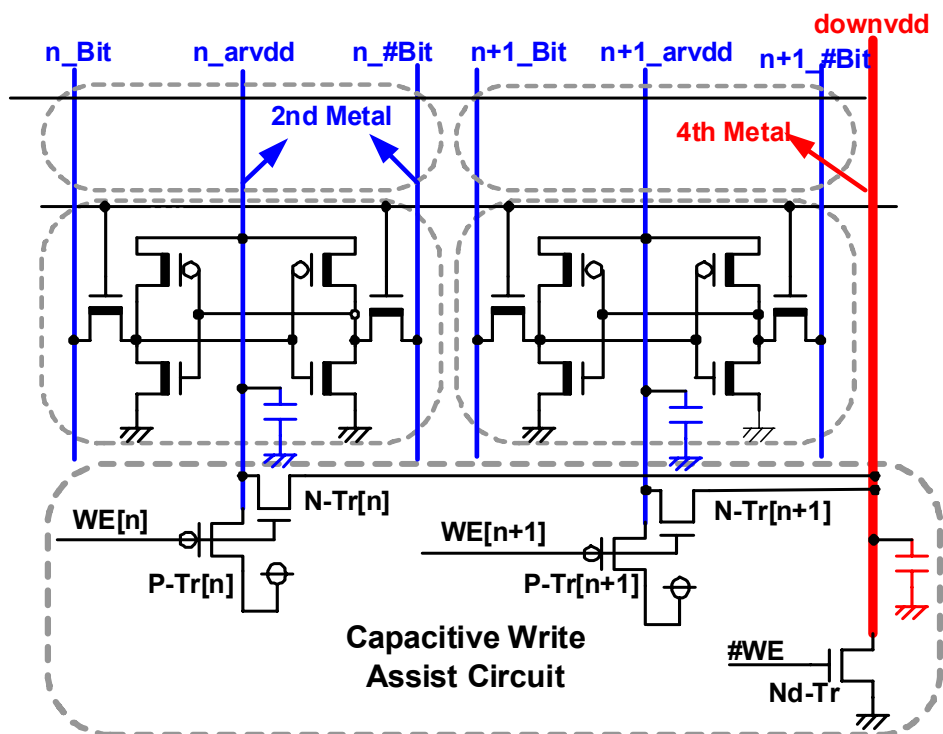 downvdd
n_Bit
n_arvdd
n_#Bit
n+1_Bit
n+1_arvdd
n+1_#Bit
2nd Metal
4th Metal
N-Tr[n]
N-Tr[n+1]
WE[n]
WE[n+1]
P-Tr[n]
P-Tr[n+1]
Capacitive Write
Assist Circuit
#WE
Nd-Tr